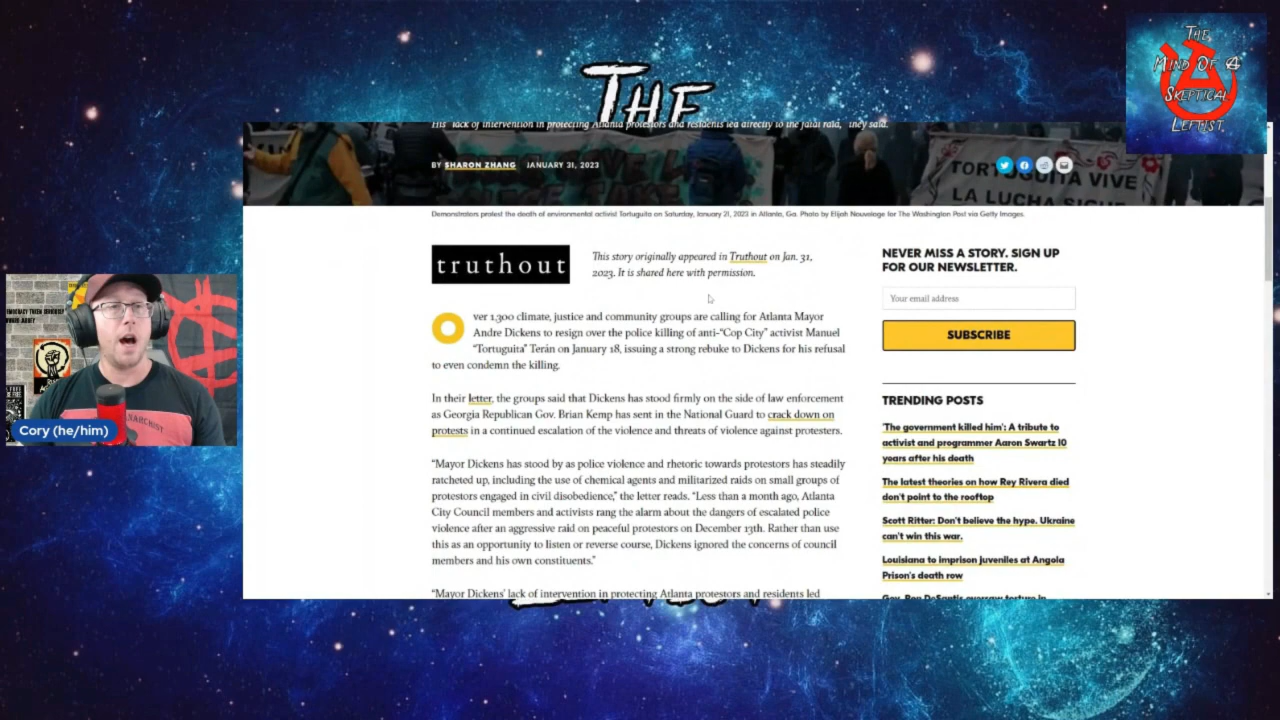 THE
His "lack of intervention in protecting Atlanta protestors and residents led directly to the fatal raid," they said.
BY SHARON ZHANG JANUARY 31, 2023
TORTUGUITA VIVE
LA LUCHA SIGUE
Demonstrators protest the death of environmental activist Tortuguita on Saturday, January 21, 2023 in Atlanta, Ga. Photo by Elijah Nouvelage for The Washington Post via Getty Images.
truthout
This story originally appeared in Truthout on Jan. 31,
2023. It is shared here with permission.
Over 1,300 climate, justice and community groups are calling for Atlanta Mayor
Andre Dickens to resign over the police killing of anti-“Cop City” activist Manuel
“Tortuguita” Terán on January 18, issuing a strong rebuke to Dickens for his refusal
to even condemn the killing.
In their letter, the groups said that Dickens has stood firmly on the side of law enforcement
as Georgia Republican Gov. Brian Kemp has sent in the National Guard to crack down on
protests in a continued escalation of the violence and threats of violence against protesters.
“Mayor Dickens has stood by as police violence and rhetoric towards protestors has steadily
ratcheted up, including the use of chemical agents and militarized raids on small groups of
protestors engaged in civil disobedience,” the letter reads. “Less than a month ago, Atlanta
City Council members and activists rang the alarm about the dangers of escalated police
violence after an aggressive raid on peaceful protestors on December 13th. Rather than use
this as an opportunity to listen or reverse course, Dickens ignored the concerns of council
members and his own constituents.”
“Mayor Dickens’ lack of intervention in protecting Atlanta protestors and residents led
NEVER MISS A STORY. SIGN UP
FOR OUR NEWSLETTER.
Your email address
SUBSCRIBE
TRENDING POSTS
'The government killed him': A tribute to
activist and programmer Aaron Swartz 10
years after his death
The latest theories on how Rey Rivera died
don't point to the rooftop
Scott Ritter: Don't believe the hype. Ukraine
can't win this war.
Louisiana to imprison juveniles at Angola
Prison's death row
Gov. Ron DeSantis oversaw torture in
THE
MIND OF A
SKEPTICAL
LEFTIST
ANARCHIST
Cory (he/him)